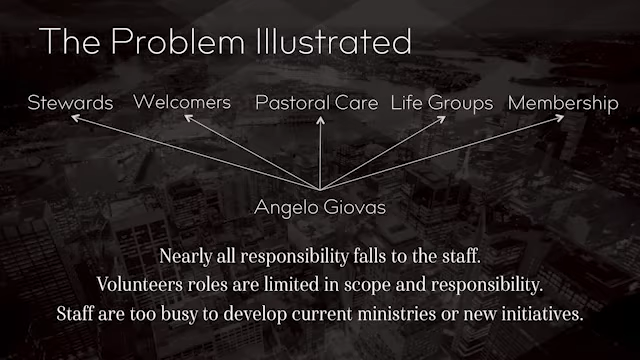 The Problem Illustrated
Stewards Welcomers Pastoral Care Life Groups Membership
Angelo Giovas
Nearly all responsibility falls to the staff.
Volunteers roles are limited in scope and responsibility.
Staff are too busy to develop current ministries or new initiatives.